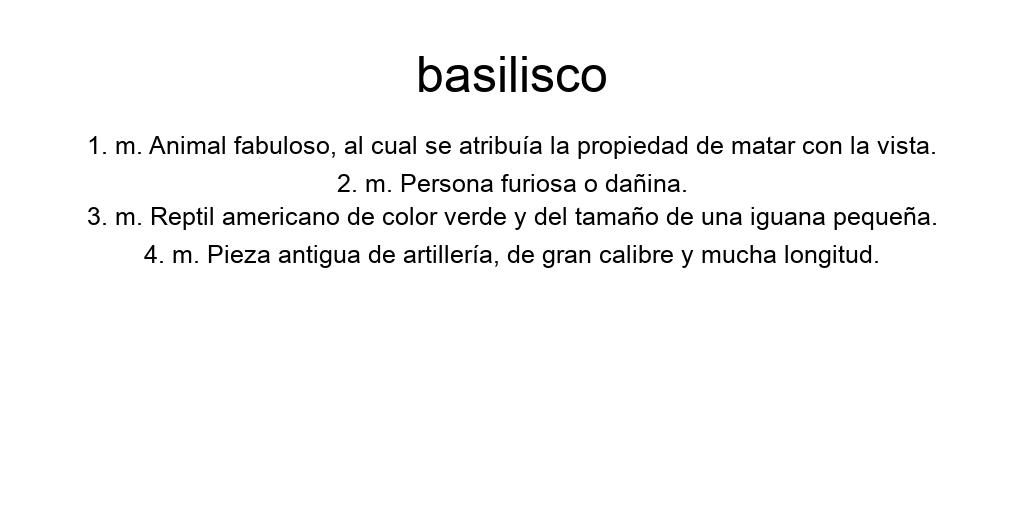 basilisco
1. m. Animal fabuloso, al cual se atribuía la propiedad de matar con la vista.
2. m. Persona furiosa o dañina.
3. m. Reptil americano de color verde y del tamaño de una iguana pequeña.
4. m. Pieza antigua de artillería, de gran calibre y mucha longitud.